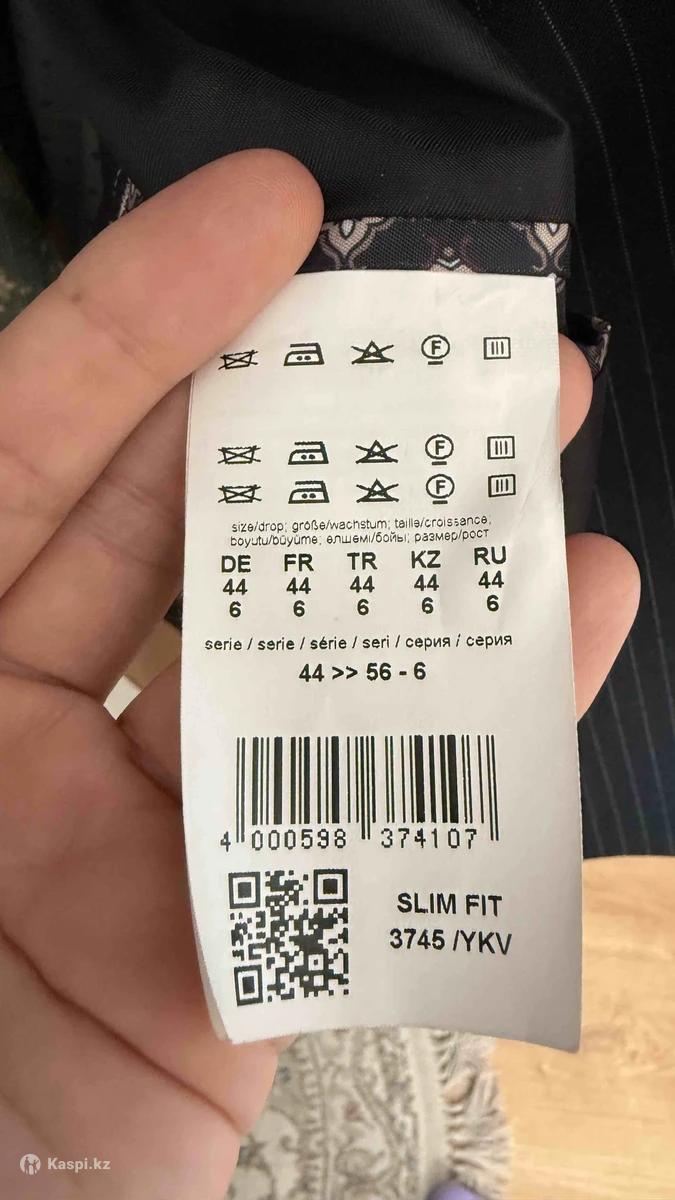 F
F
F
size/drop; größe/wachstum; taille/croissance;
boyutu/büyüme; өлшемі/бойы; размер/рост
DE FR TR KZ RU
44 44 44 44 44
6 6 6 6 6
serie / serie / série / seri / серия / серия
44 >> 56 - 6
4 000598 374107
SLIM FIT
3745 /YKV
Kaspi.kz